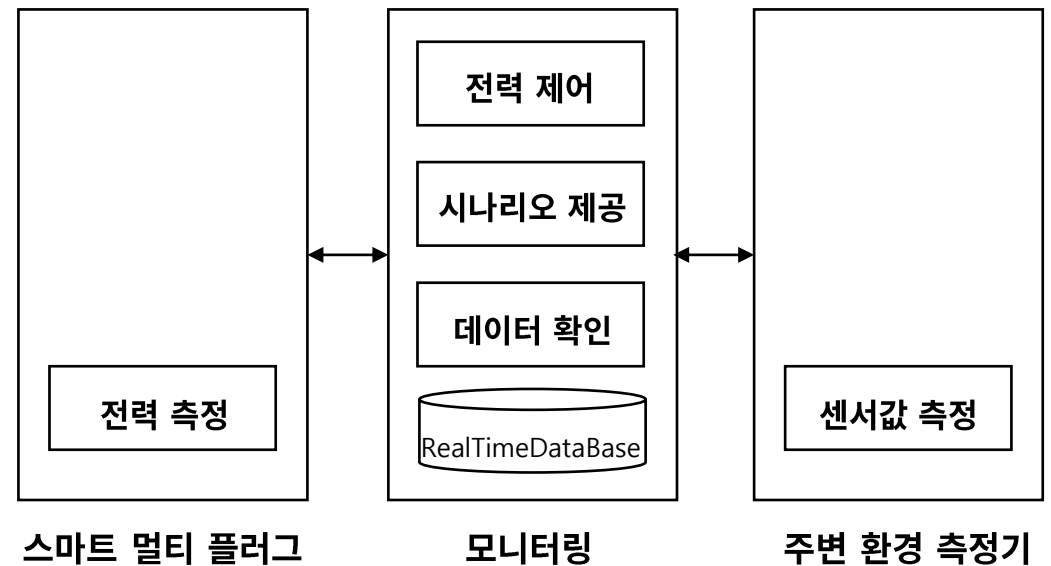 전력 제어
시나리오 제공
데이터 확인
전력 측정
RealTimeDataBase
센서값 측정
스마트 멀티 플러그
모니터링
주변 환경 측정기